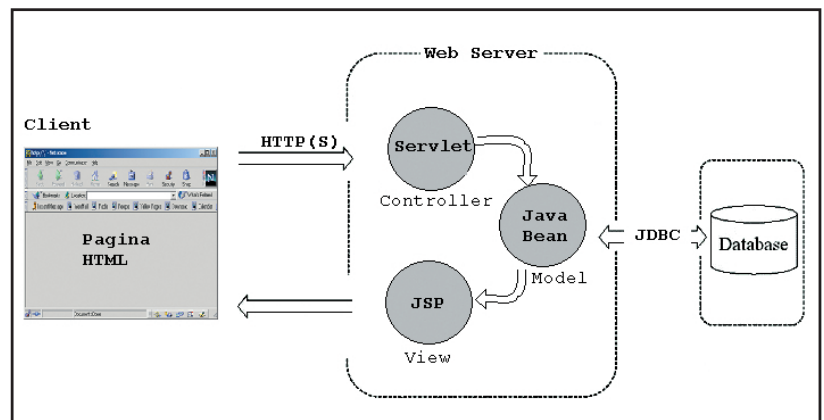 Web Server
Client
HTTP(S)
Servlet
Controller
Java
Bean
Model
JDBC
Database
Pagina
HTML
JSP
View